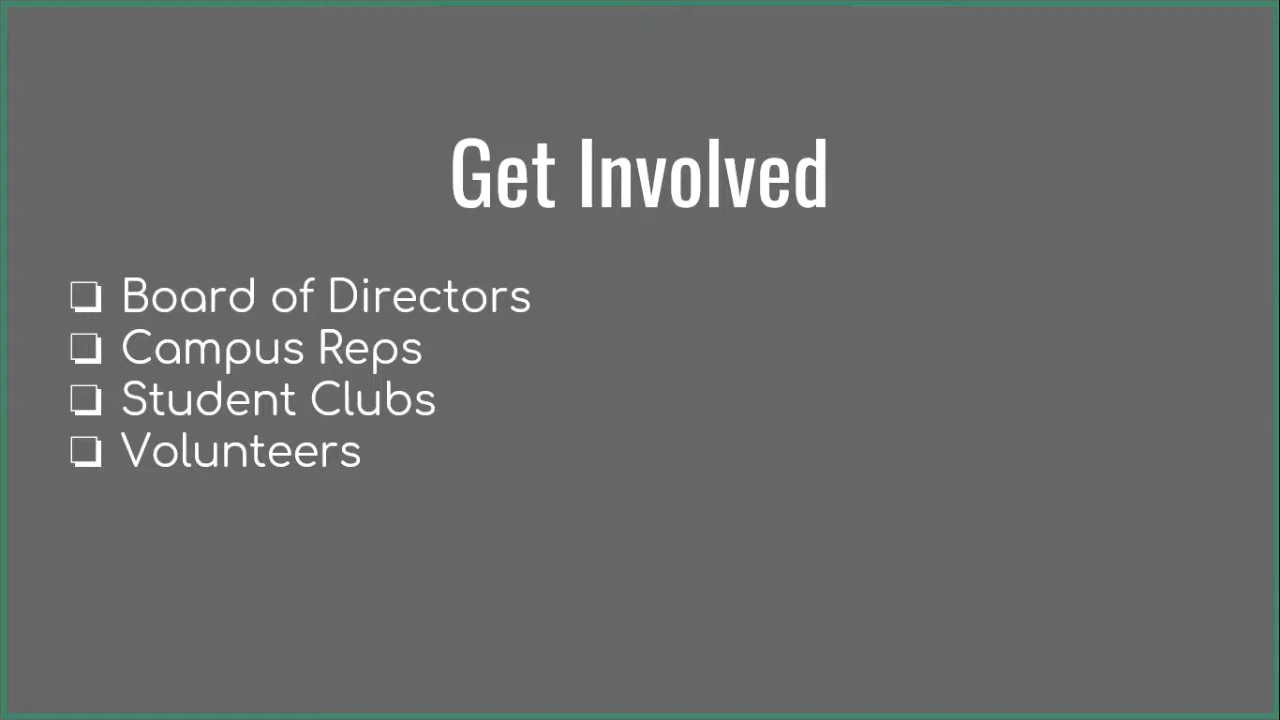 Get Involved
❏ Board of Directors
❏ Campus Reps
❏ Student Clubs
❏ Volunteers